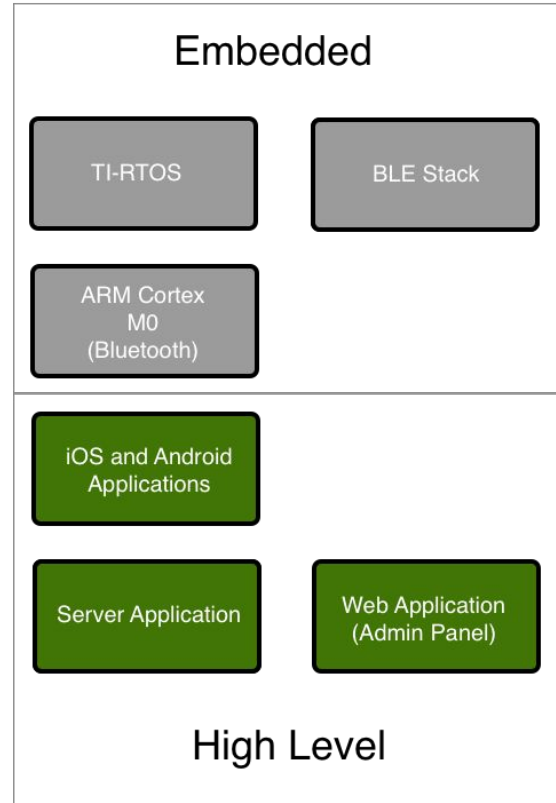 Embedded
TI-RTOS
BLE Stack
ARM Cortex
M0
(Bluetooth)
iOS and Android
Applications
Server Application
Web Application
(Admin Panel)
High Level